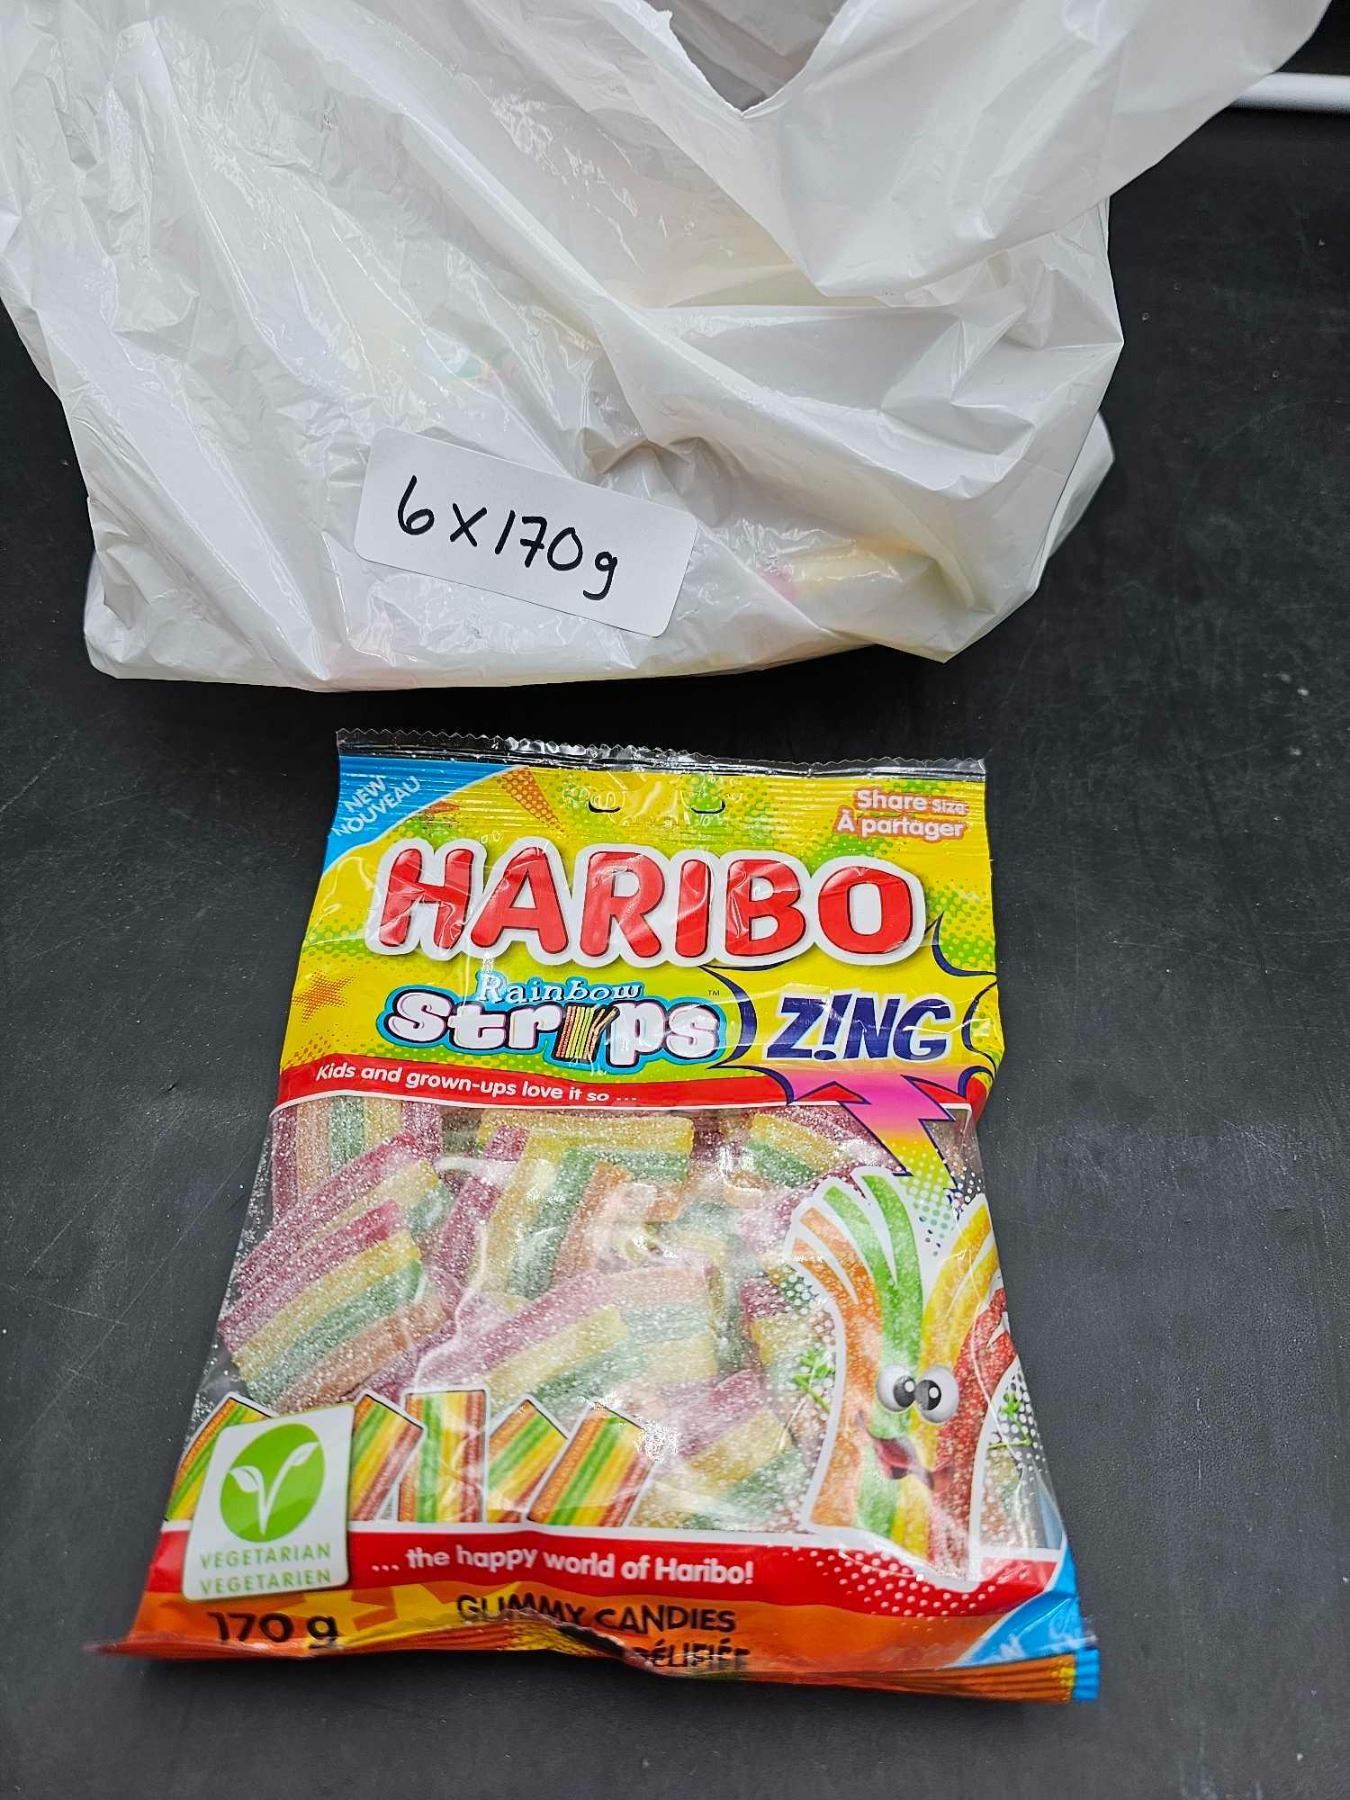 6x170g
NEW
NOUVEAU
Share Size
À partager
HARIBO
Rainbow
Strips™
Z!NG
Kids and grown-ups love it so ...
VEGETARIAN
VEGETARIEN
... the happy world of Haribo!
170 g
GUMMY CANDIES